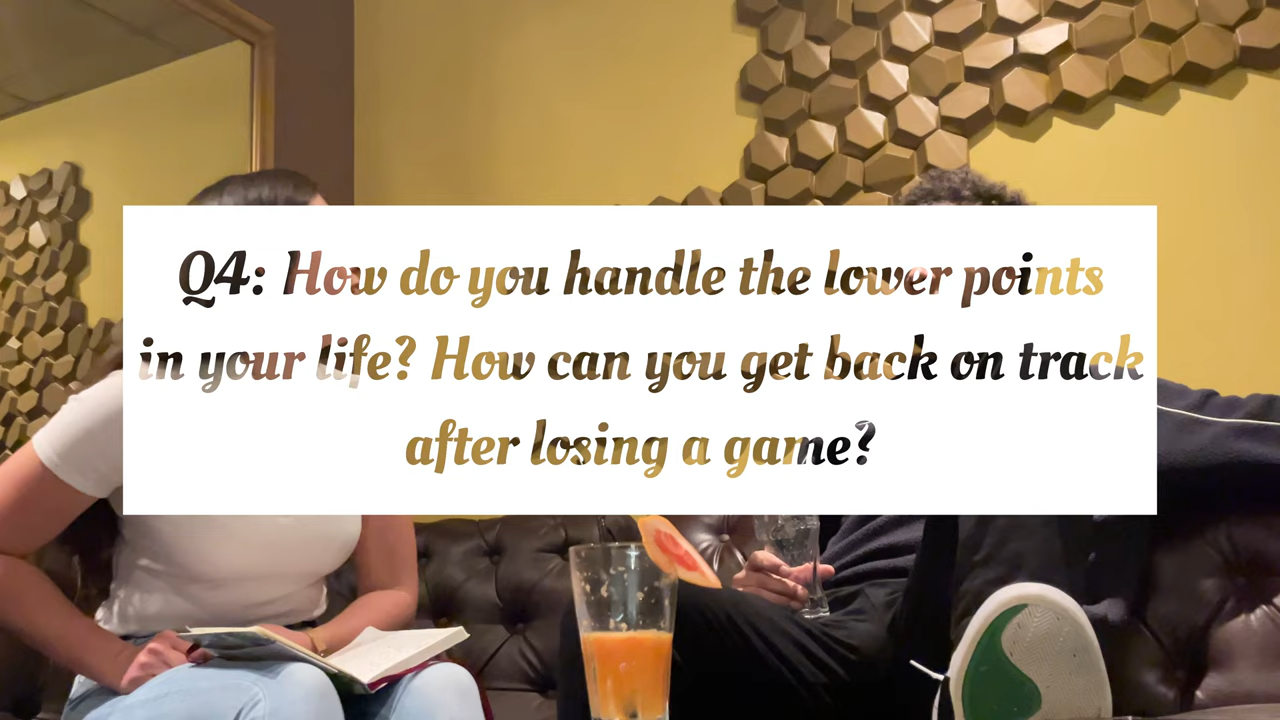 Q4: How do you handle the lower points
in your life? How can you get back on track
after losing a game?